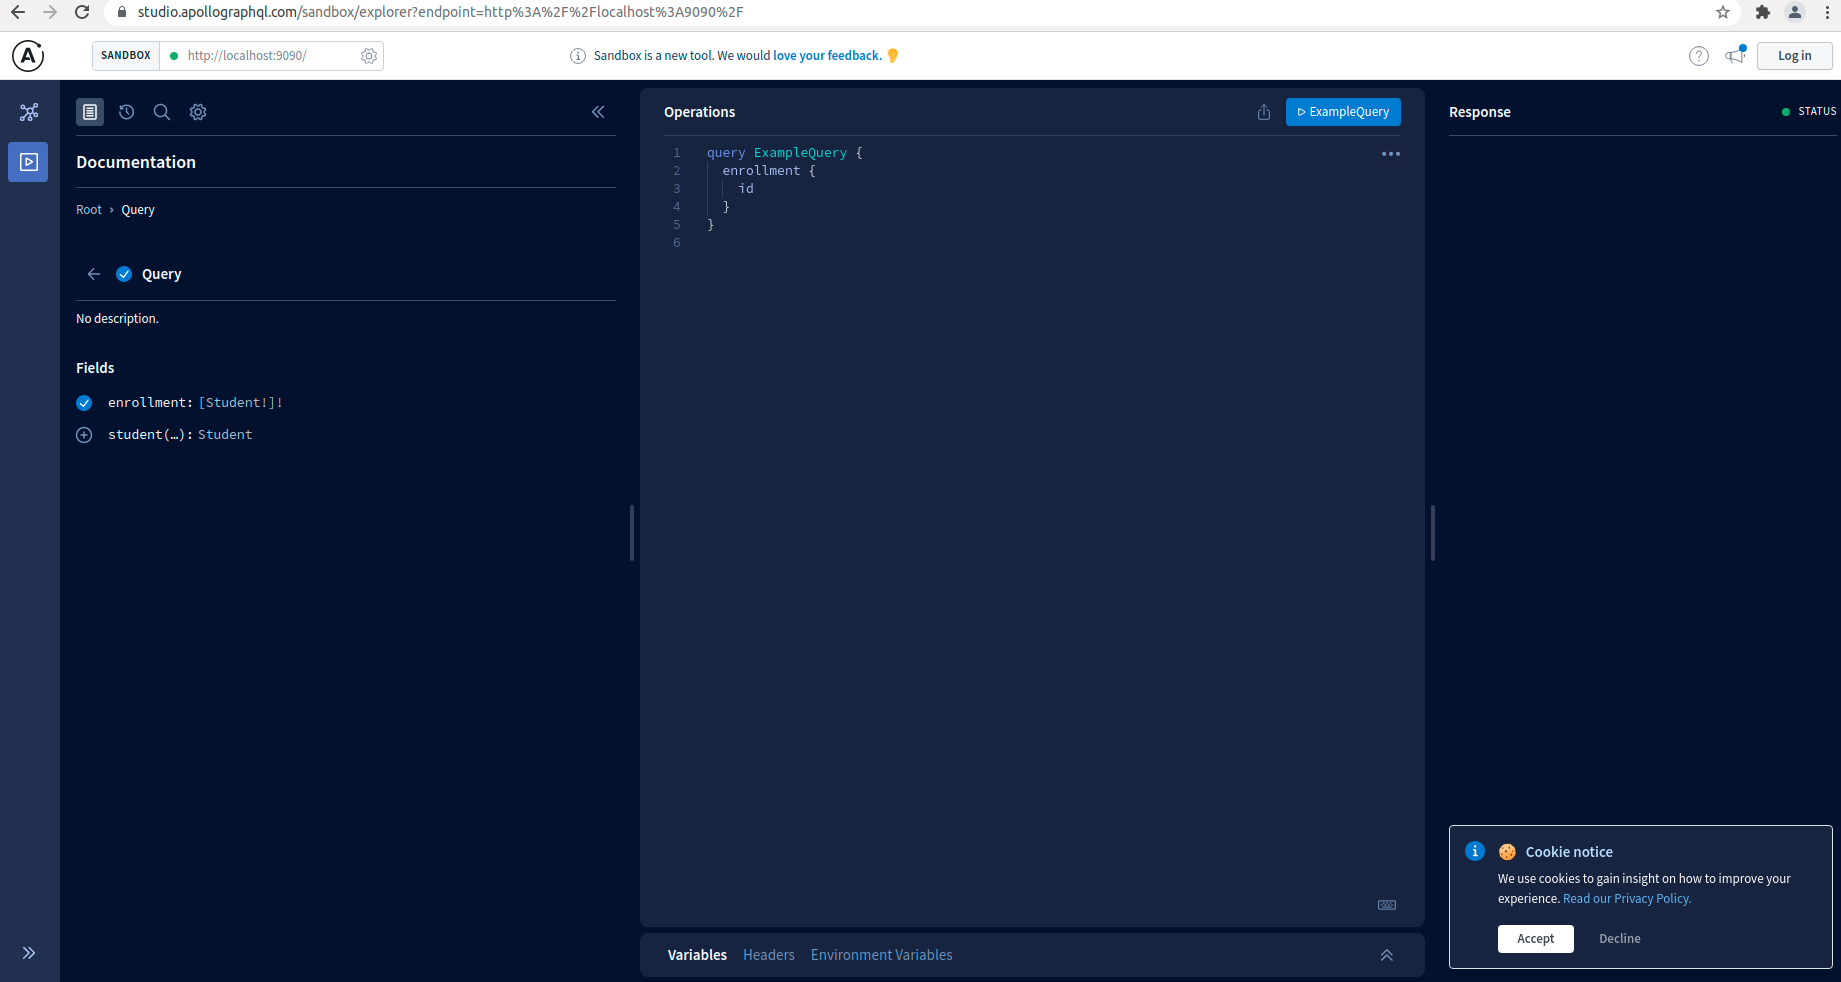 studio.apollographql.com/sandbox/explorer?endpoint=http%3A%2F%2Flocalhost%3A9090%2F
A
SANDBOX http://localhost:9090/
Sandbox is a new tool. We would love your feedback.
Log in
Documentation
Root › Query
Query
No description.
Fields
enrollment: [Student!]!
student(…): Student
Operations
ExampleQuery
1 query ExampleQuery {
2 enrollment {
3 id
4 }
5 }
6
Variables Headers Environment Variables
Response
STATUS
Cookie notice
We use cookies to gain insight on how to improve your
experience. Read our Privacy Policy.
Accept Decline